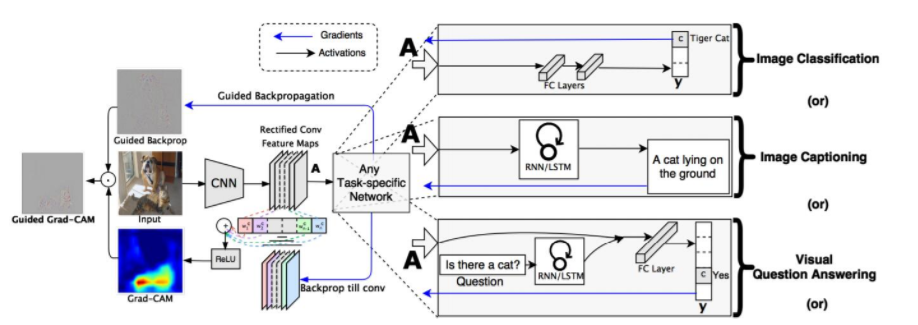 Gradients
Activations
Guided Backpropagation
Guided Backprop
Rectified Conv
Feature Maps
A
CNN
Input
Guided Grad-CAM
Any
Task-specific
Network
+
ReLU
Grad-CAM
Backprop till conv
A
c Tiger Cat
FC Layers
y
Image Classification
(or)
A
RNN/LSTM
A cat lying on
the ground
Image Captioning
(or)
A
Is there a cat?
Question
RNN/LSTM
FC Layer
c Yes
y
Visual
Question Answering
(or)